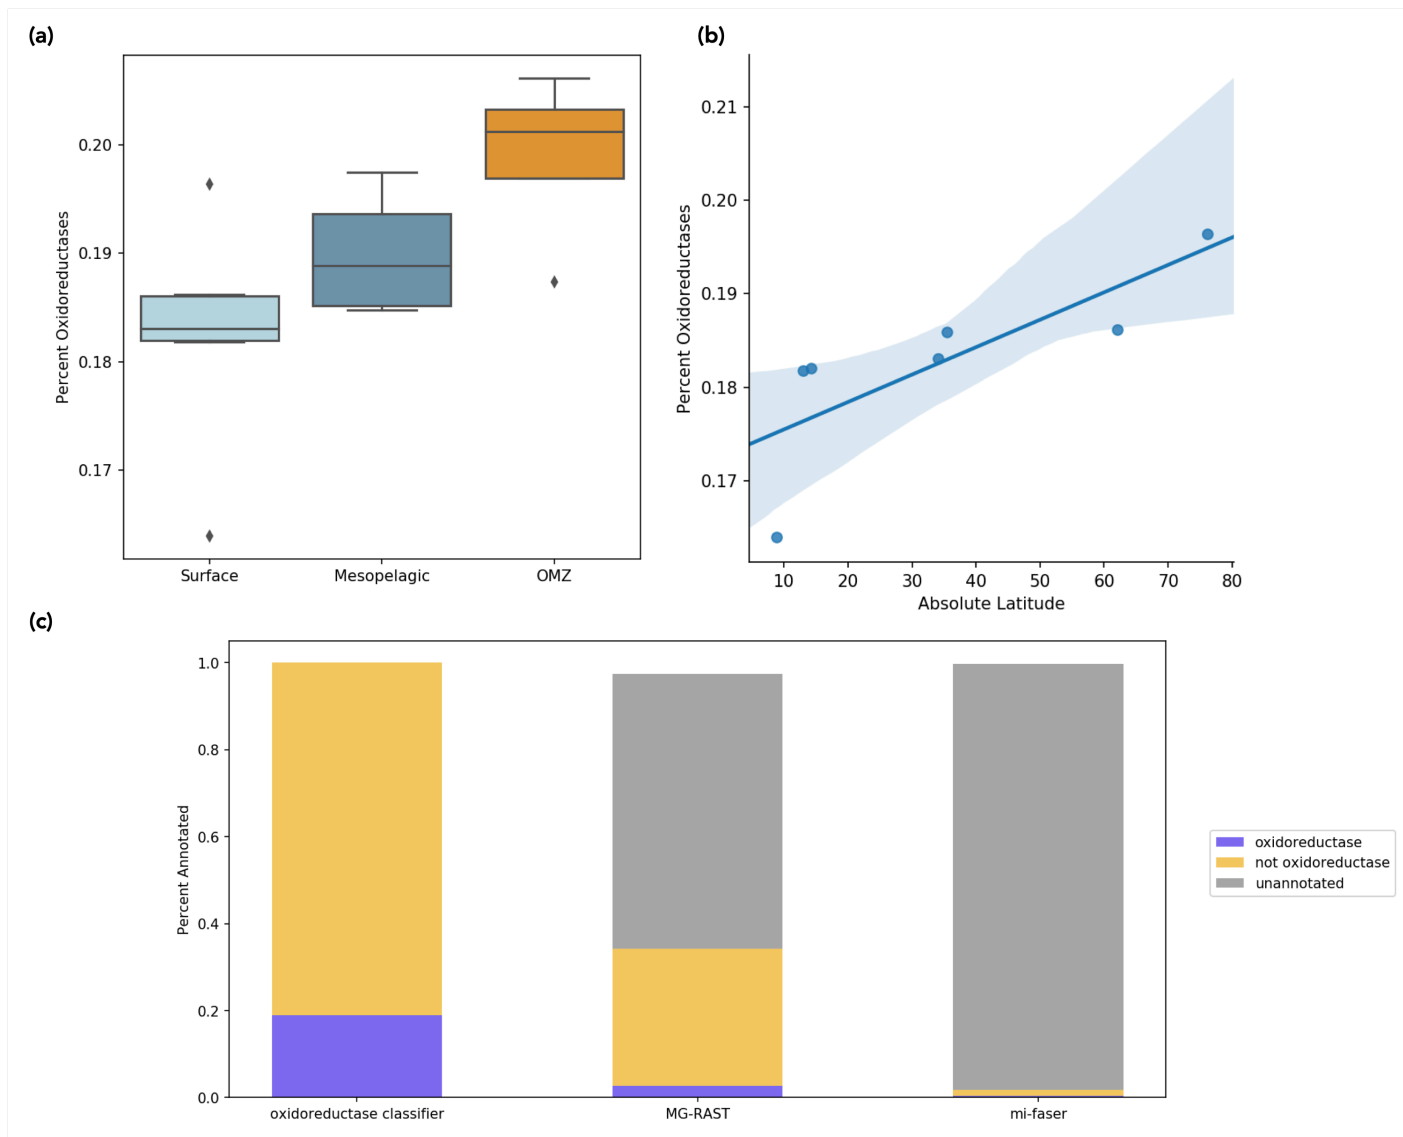 (a)
Percent Oxidoreductases
0.20
0.19
0.18
0.17
Surface Mesopelagic OMZ
(b)
Percent Oxidoreductases
0.21
0.20
0.19
0.18
0.17
10 20 30 40 50 60 70 80
Absolute Latitude
(c)
Percent Annotated
1.0
0.8
0.6
0.4
0.2
0.0
oxidoreductase classifier MG-RAST mi-faser
oxidoreductase
not oxidoreductase
unannotated